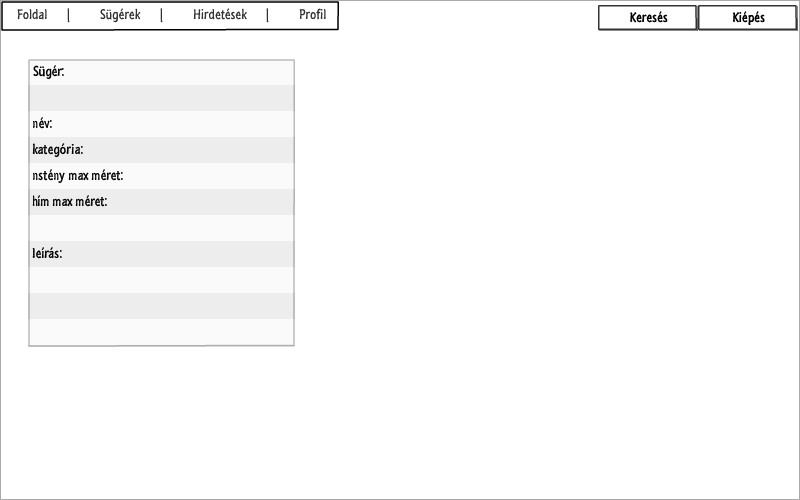 Foldal | Sügérek | Hirdetések | Profil
Keresés
Kiépés
Sügér:
név:
kategória:
nstény max méret:
hím max méret:
leírás: